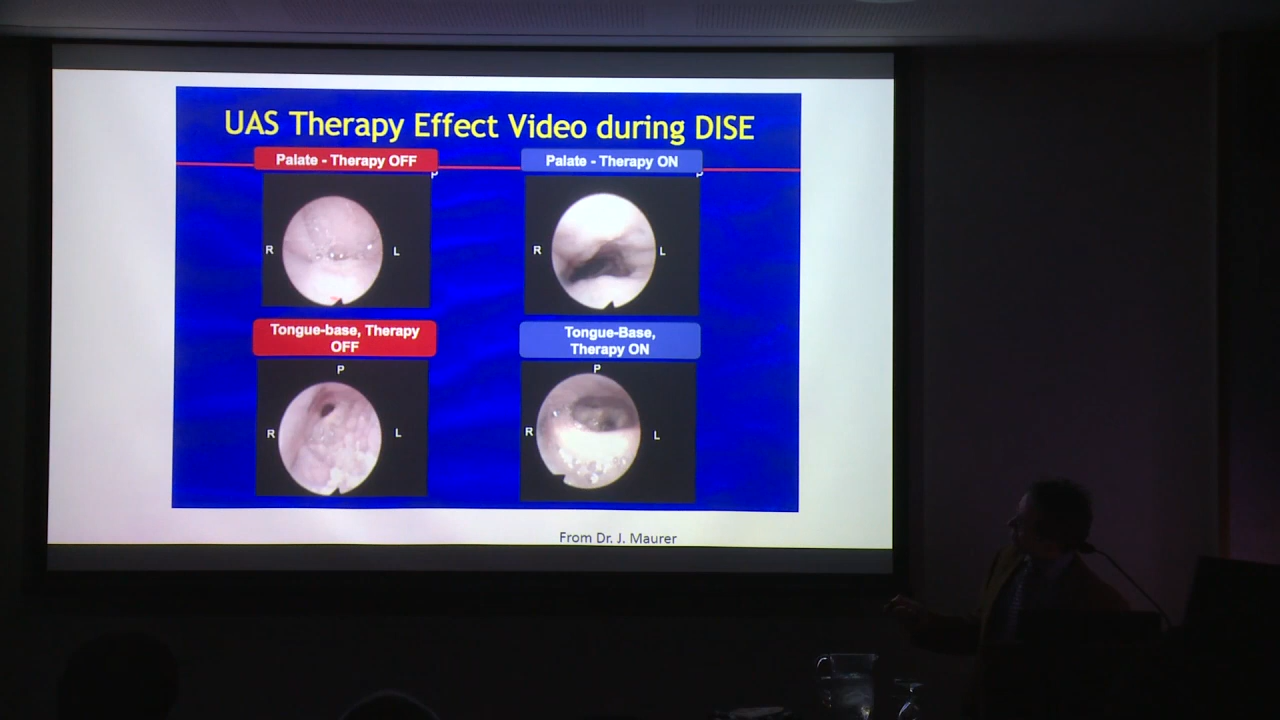 UAS Therapy Effect Video during DISE
Palate - Therapy OFF
Palate - Therapy ON
P
P
R
L
R
L
Tongue-base, Therapy
OFF
Tongue-Base,
Therapy ON
P
P
R
L
R
L
From Dr. J. Maurer